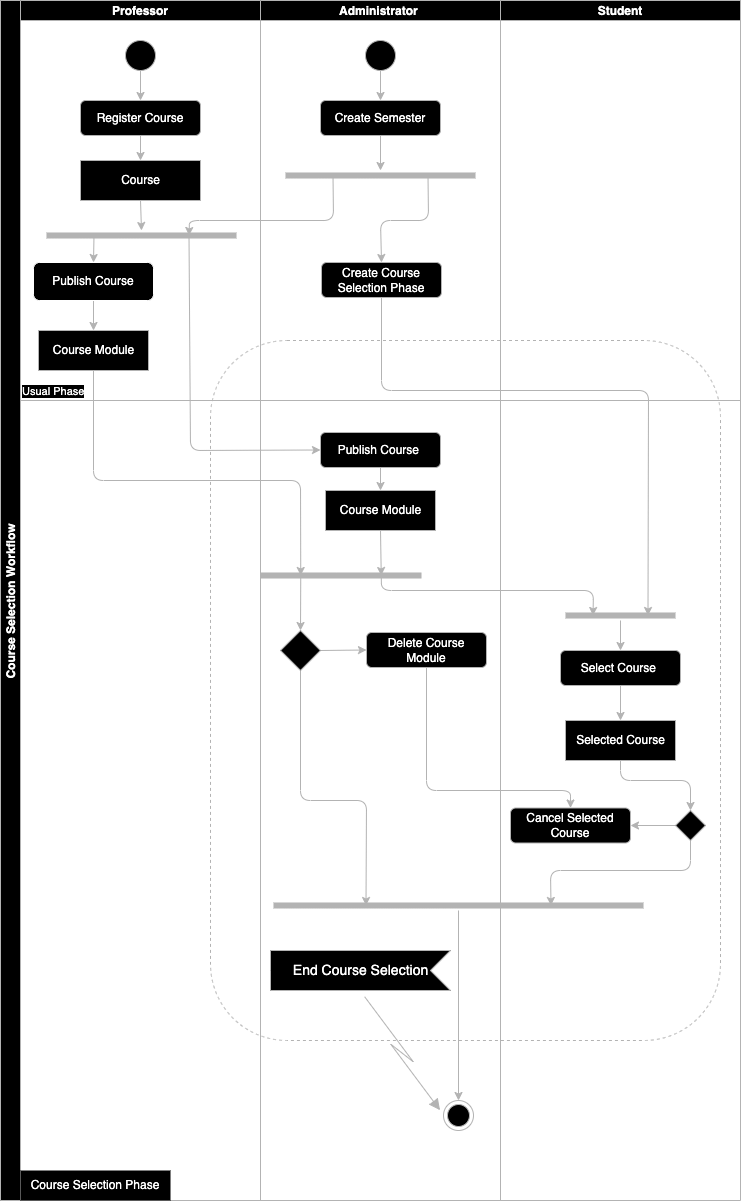 Professor
Administrator
Student
Course Selection Workflow
Register Course
Create Semester
Course
Publish Course
Create Course
Selection Phase
Course Module
Usual Phase
Publish Course
Course Module
Delete Course
Module
Select Course
Selected Course
Cancel Selected
Course
End Course Selection
Course Selection Phase